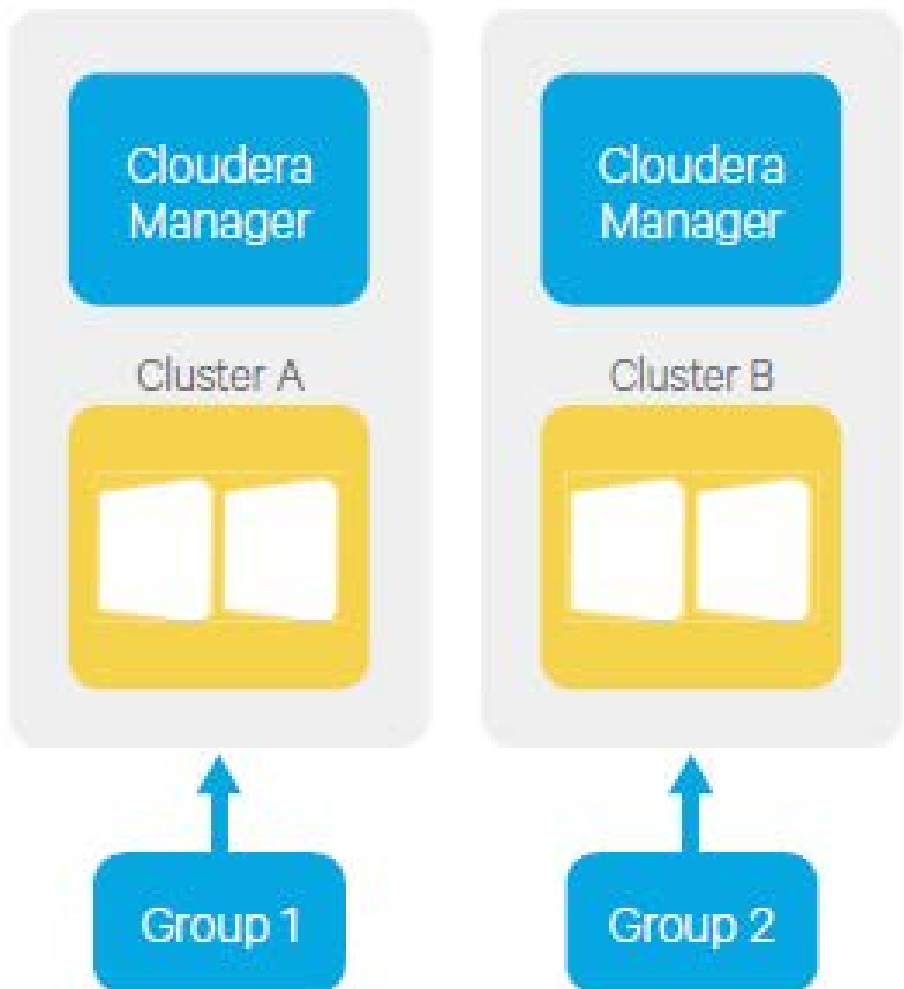 Cloudera
Manager
Cluster A
Group 1
Cloudera
Manager
Cluster B
Group 2